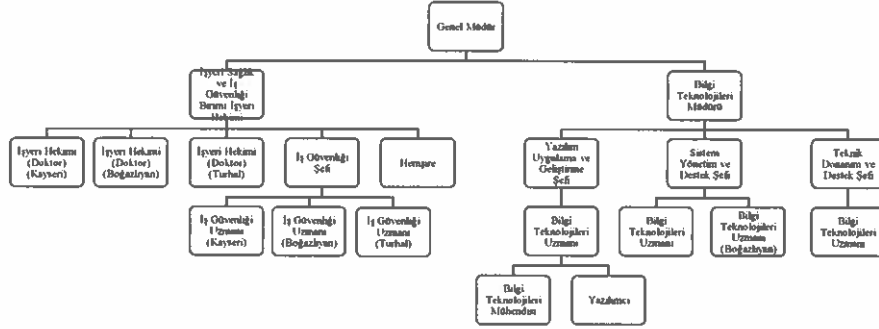 Genel Müdür
İşyeri Sağlık
ve İş
Güvenliği
Birimi İşyeri
Hekimi
Bilgi
Teknolojileri
Müdürü
İşyeri Hekimi
(Doktor)
(Kayseri)
İşyeri Hekimi
(Doktor)
(Boğazlıyan)
İşyeri Hekimi
(Doktor)
(Turhal)
İş Güvenliği
Şefi
Hemşire
Yazılım
Uygulama ve
Geliştirme
Şefi
Sistem
Yönetim ve
Destek Şefi
Teknik
Donanım ve
Destek Şefi
İş Güvenliği
Uzmanı
(Kayseri)
İş Güvenliği
Uzmanı
(Boğazlıyan)
İş Güvenliği
Uzmanı
(Turhal)
Bilgi
Teknolojileri
Uzmanı
Bilgi
Teknolojileri
Uzmanı
Bilgi
Teknolojileri
Uzmanı
(Boğazlıyan)
Bilgi
Teknolojileri
Uzmanı
Bilgi
Teknolojileri
Mühendisi
Yazılımcı